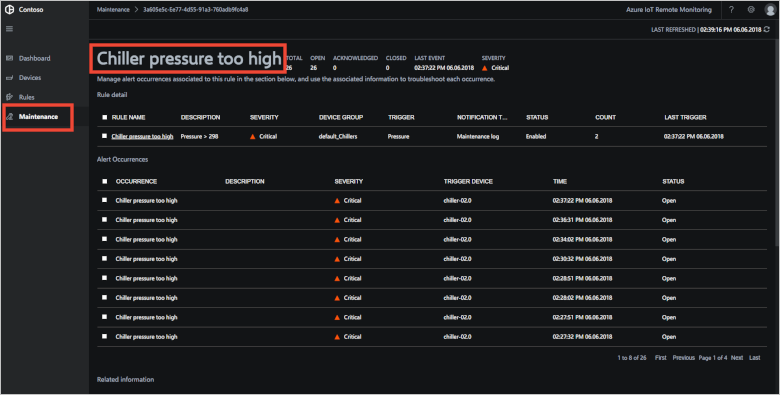 Contoso
Maintenance > 3a605e5c-5e77-4d55-91a3-760adb9fc4a8
Azure IoT Remote Monitoring ?
LAST REFRESHED | 02:39:16 PM 06.06.2018
Dashboard
Devices
Rules
Maintenance
Chiller pressure too high
TOTAL OPEN ACKNOWLEDGED CLOSED LAST EVENT SEVERITY
26 26 0 0 02:37:22 PM 06.06.2018 Critical
Manage alert occurrences associated to this rule in the section below, and use the associated information to troubleshoot each occurrence.
Rule detail
RULE NAME DESCRIPTION SEVERITY DEVICE GROUP TRIGGER NOTIFICATION T... STATUS COUNT LAST TRIGGER
Chiller pressure too high Pressure > 298 Critical default_Chillers Pressure Maintenance log Enabled 2 02:37:22 PM 06.06.2018
Alert Occurrences
OCCURRENCE DESCRIPTION SEVERITY TRIGGER DEVICE TIME STATUS
Chiller pressure too high Critical chiller-02.0 02:37:22 PM 06.06.2018 Open
Chiller pressure too high Critical chiller-02.0 02:36:31 PM 06.06.2018 Open
Chiller pressure too high Critical chiller-02.0 02:34:02 PM 06.06.2018 Open
Chiller pressure too high Critical chiller-02.0 02:30:32 PM 06.06.2018 Open
Chiller pressure too high Critical chiller-02.0 02:28:51 PM 06.06.2018 Open
Chiller pressure too high Critical chiller-02.0 02:28:02 PM 06.06.2018 Open
Chiller pressure too high Critical chiller-02.0 02:27:51 PM 06.06.2018 Open
Chiller pressure too high Critical chiller-02.0 02:27:32 PM 06.06.2018 Open
1 to 8 of 26 First Previous Page 1 of 4 Next Last
Related information